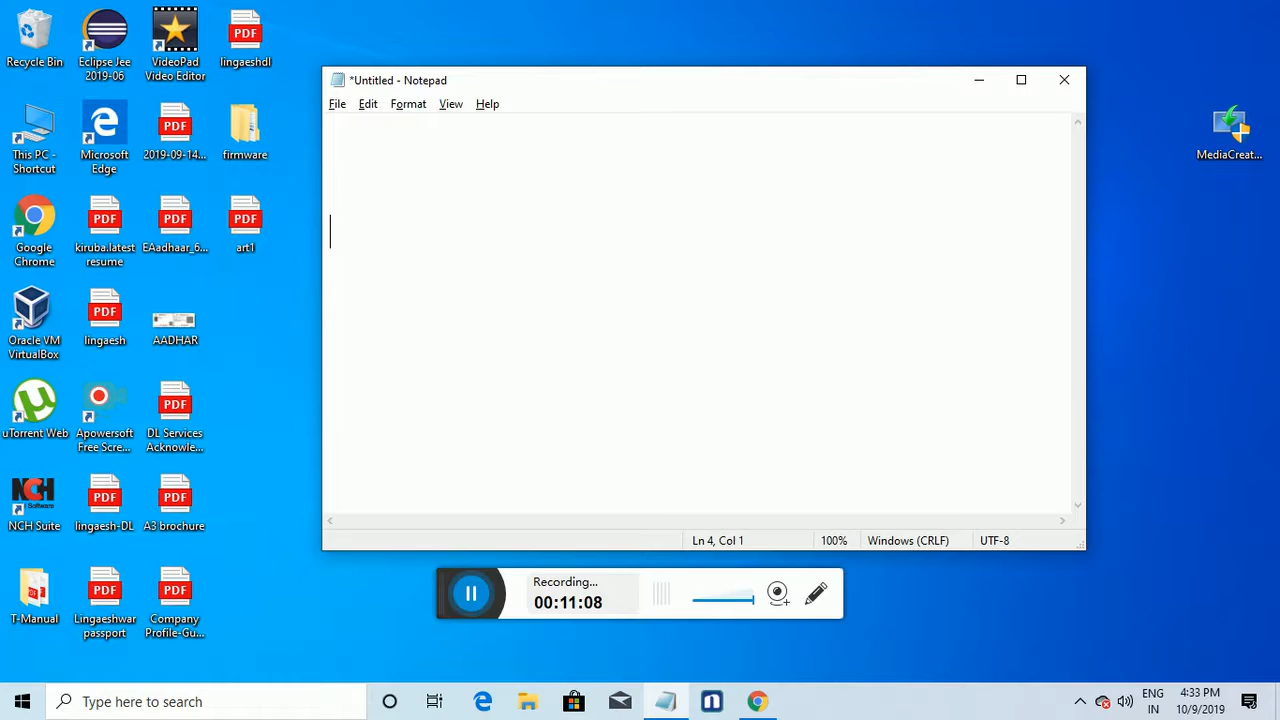 Recycle Bin
Eclipse Jee
2019-06
VideoPad
Video Editor
PDF
lingaeshdl
This PC -
Shortcut
Microsoft
Edge
PDF
2019-09-14...
firmware
Google
Chrome
PDF
kiruba.latest
resume
PDF
EAadhaar_6...
PDF
art1
Oracle VM
VirtualBox
PDF
lingaesh
AADHAR
uTorrent Web
Apowersoft
Free Scre...
PDF
DL Services
Acknowle...
NCH
Software
NCH Suite
PDF
lingaesh-DL
PDF
A3 brochure
T-Manual
PDF
Lingaeshwar
passport
PDF
Company
Profile-Gu...
MediaCreat...
*Untitled - Notepad
File Edit Format View Help
Ln 4, Col 1 100% Windows (CRLF) UTF-8
Recording...
00:11:08
Type here to search
ENG
IN
4:33 PM
10/9/2019